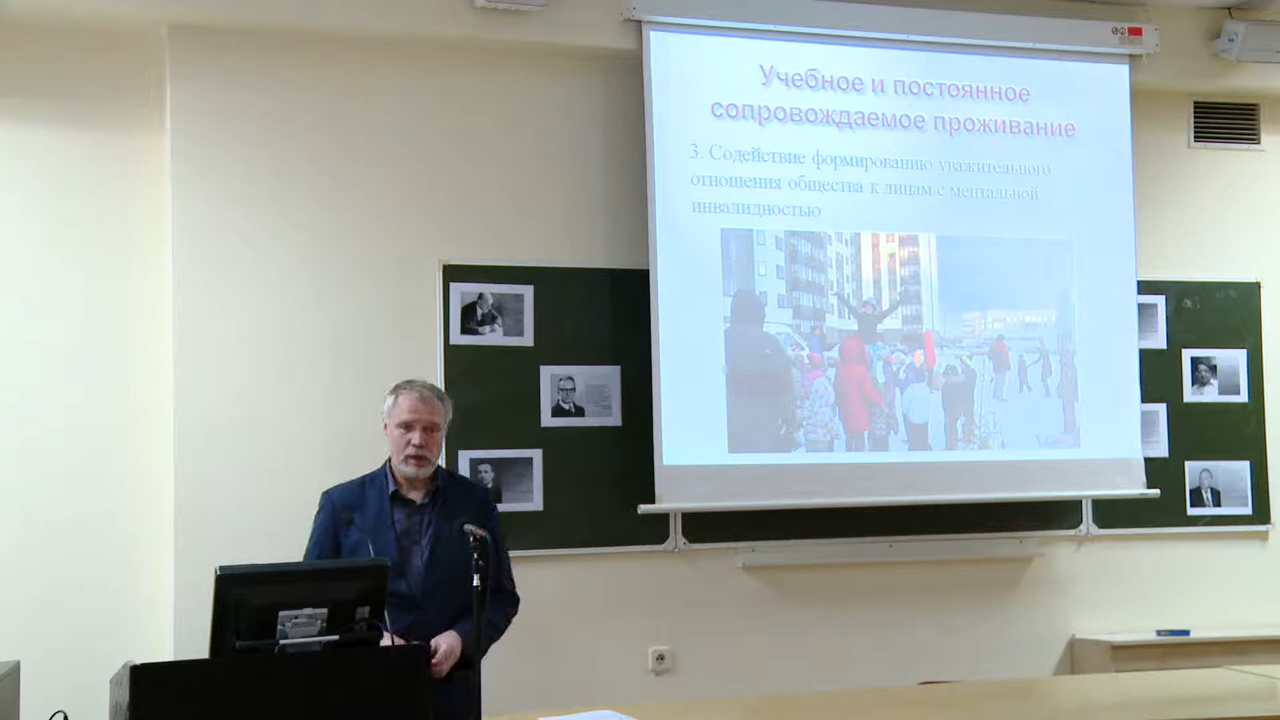 Учебное и постоянное
сопровождаемое проживание
3. Содействие формированию уважительного
отношения общества к лицам с ментальной
инвалидностью